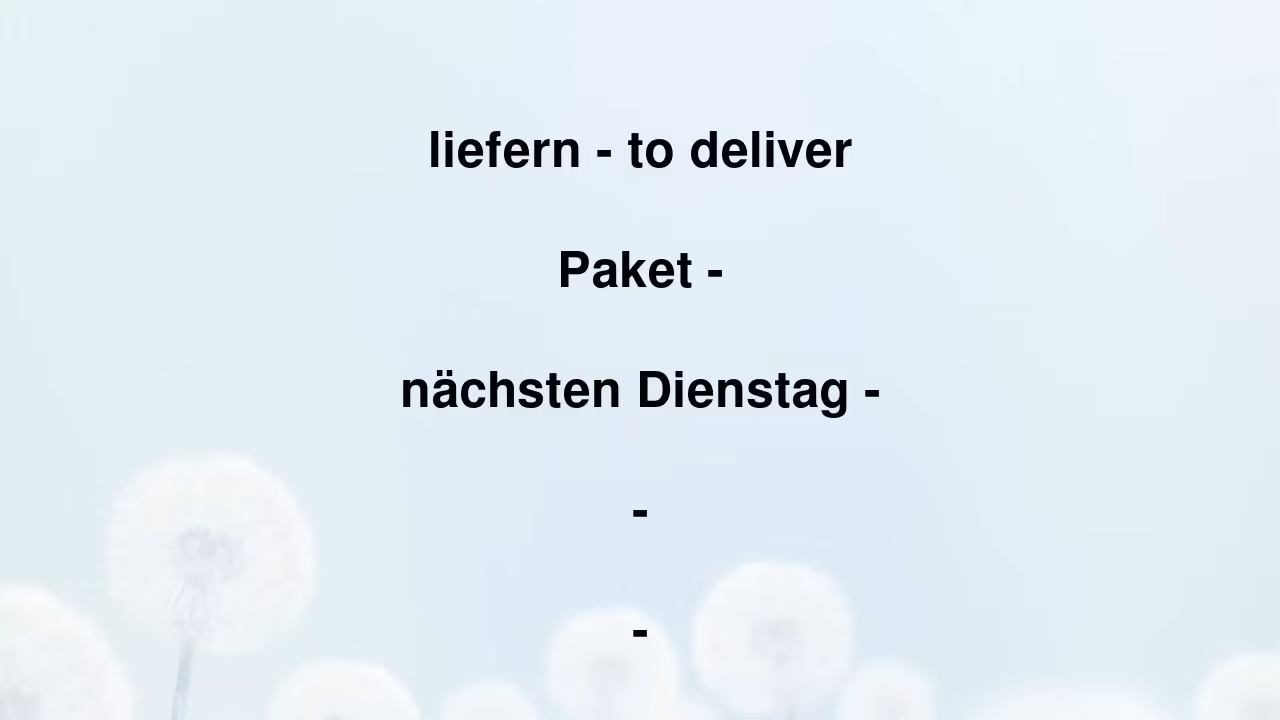 liefern - to deliver
Paket -
nächsten Dienstag -
-
-